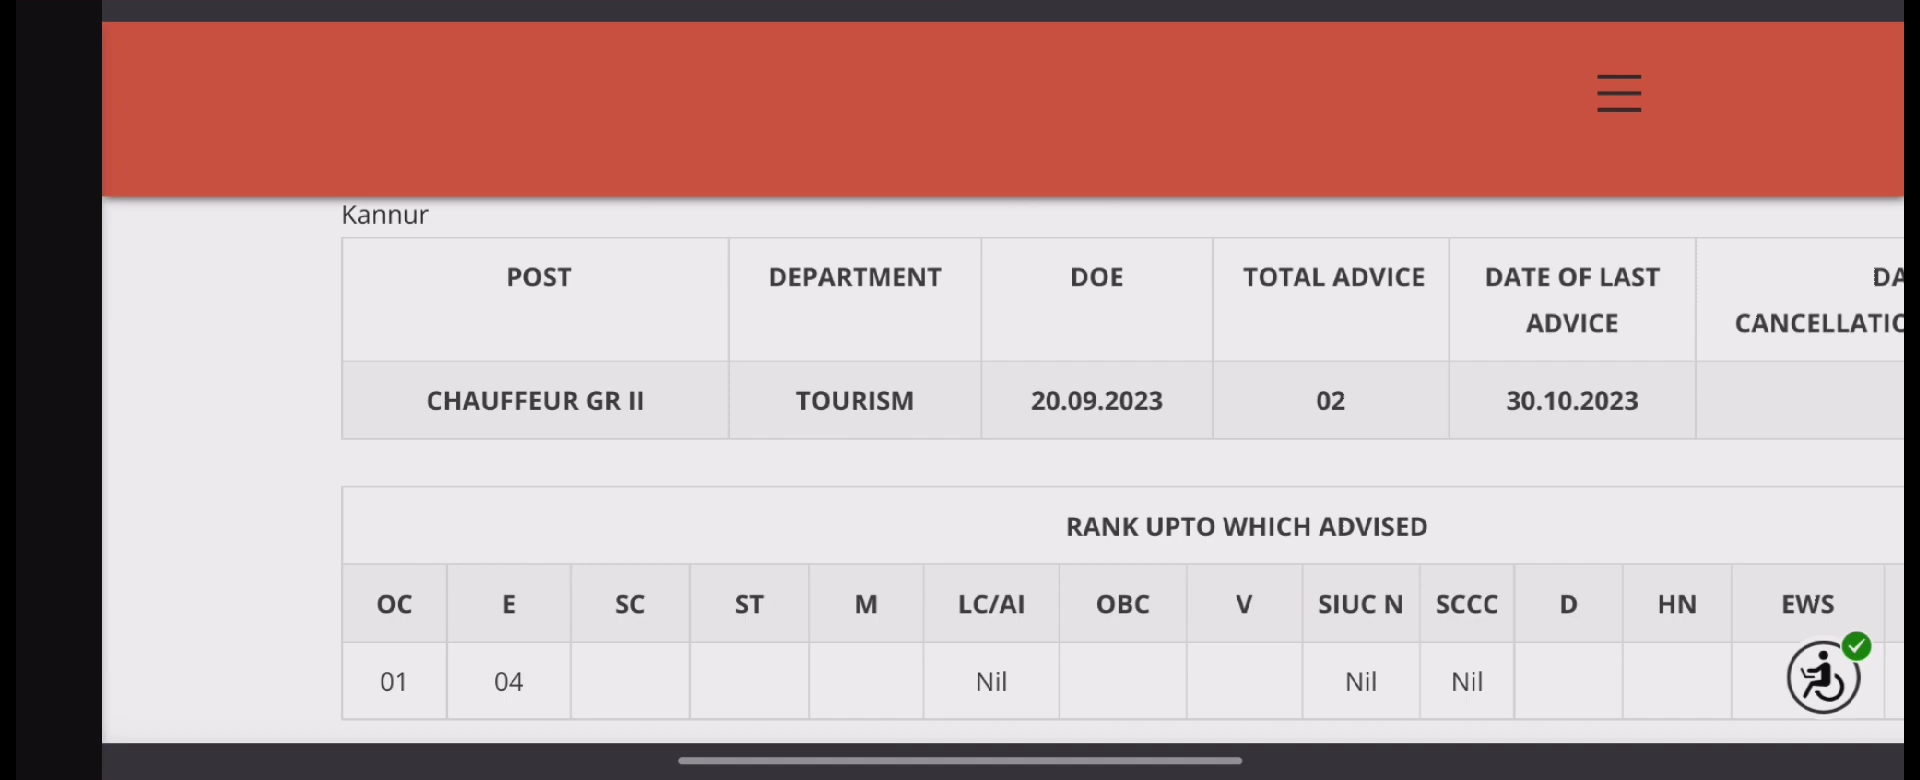 Kannur
POST DEPARTMENT DOE TOTAL ADVICE DATE OF LAST ADVICE
CHAUFFEUR GR II TOURISM 20.09.2023 02 30.10.2023
RANK UPTO WHICH ADVISED
OC E SC ST M LC/AI OBC V SIUC N SCCC D HN EWS
01 04 Nil Nil Nil